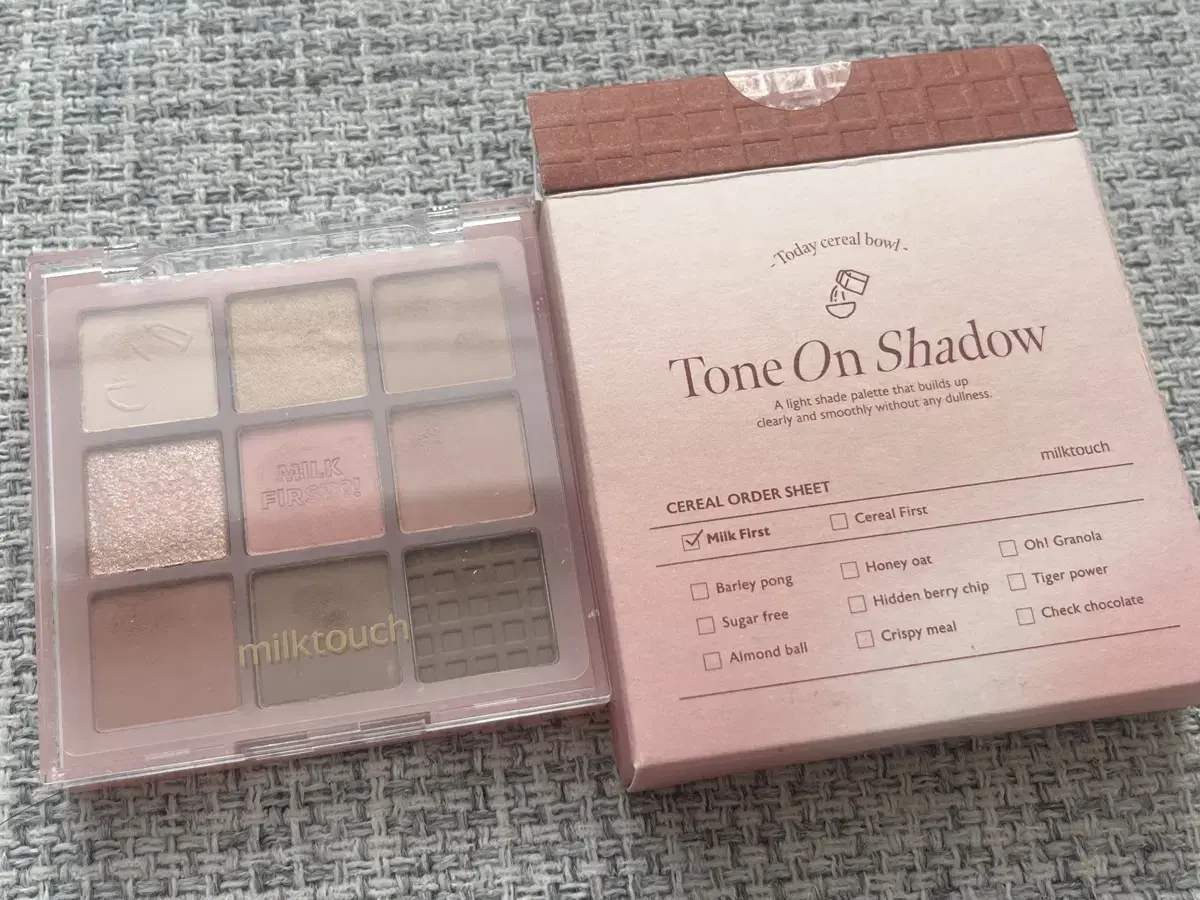 MILK
FIRST?!
milktouch
-Today cereal bowl-
Tone On Shadow
A light shade palette that builds up
clearly and smoothly without any dullness.
milktouch
CEREAL ORDER SHEET
Milk First Cereal First
Barley pong Honey oat Oh! Granola
Sugar free Hidden berry chip Tiger power
Almond ball Crispy meal Check chocolate